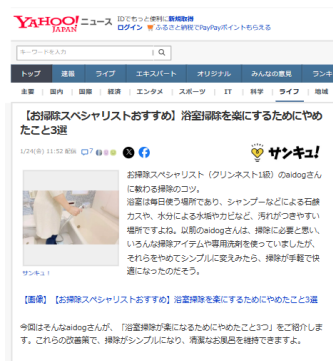 YAHOO! ニュース
JAPAN
IDでもっと便利に新規取得
ログイン ふるさと納税でPayPayポイントもらえる
キーワードを入力
トップ 速報 ライブ エキスパート オリジナル みんなの意見 ランキ
主要 国内 国際 経済 エンタメ スポーツ IT 科学 ライフ 地域
【お掃除スペシャリストおすすめ】浴室掃除を楽にするためにやめ
たこと3選
1/24(水) 11:52 配信 7
サンキュ!
お掃除スペシャリスト(クリンネスト1級)のaidogさん
に教わる掃除のコツ。
浴室は毎日使う場所であり、シャンプーなどによる石鹸
カスや、水分による水垢やカビなど、汚れがつきやすい
場所ですよね。以前のaidogさんは、掃除に必要と思い、
いろんな掃除アイテムや専用洗剤を使っていましたが、
それらをやめてシンプルに変えみたら、掃除が手軽で快
適になったのだそう。
サンキュ!
【画像】【お掃除スペシャリストおすすめ】浴室掃除を楽にするためにやめたこと3選
今回はそんなaidogさんが、「浴室掃除が楽になるためにやめたこと3つ」をご紹介しま
す。これらの改善策で、掃除がシンプルになり、清潔なお風呂を維持できますよ。